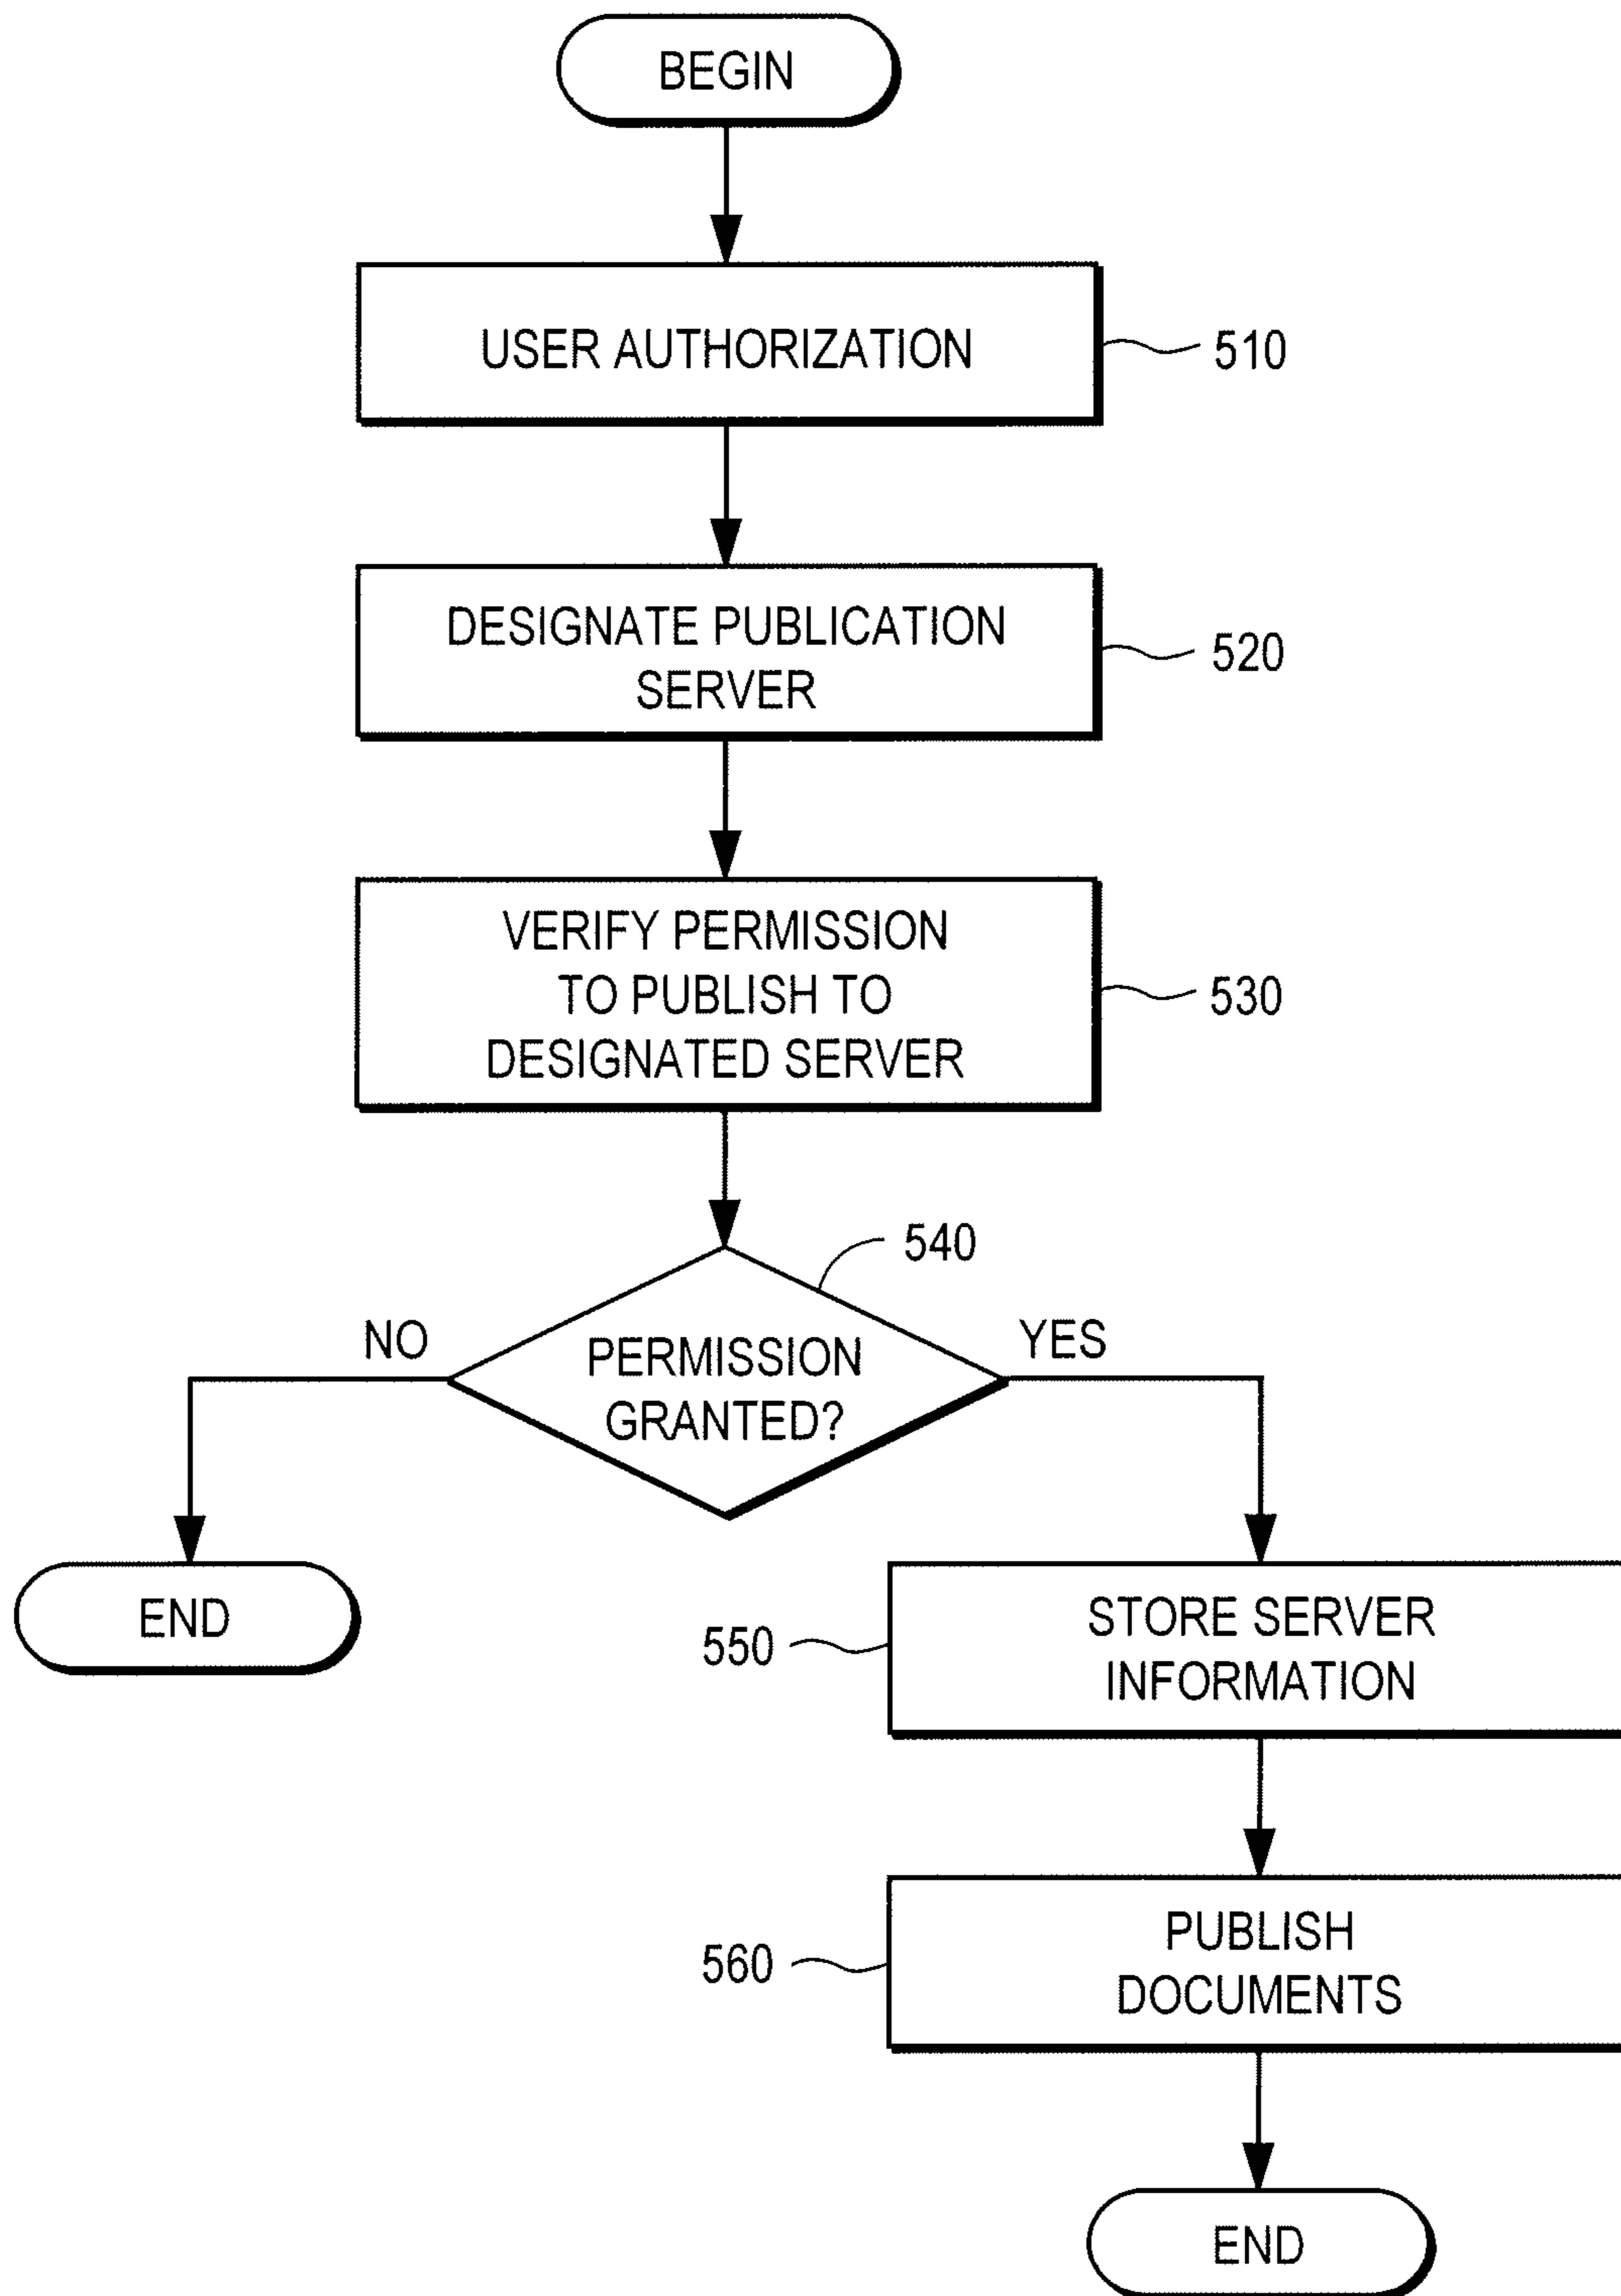 BEGIN
USER AUTHORIZATION
510
DESIGNATE PUBLICATION
SERVER
520
VERIFY PERMISSION
TO PUBLISH TO
DESIGNATED SERVER
530
540
NO
PERMISSION
GRANTED?
YES
END
550
STORE SERVER
INFORMATION
560
PUBLISH
DOCUMENTS
END